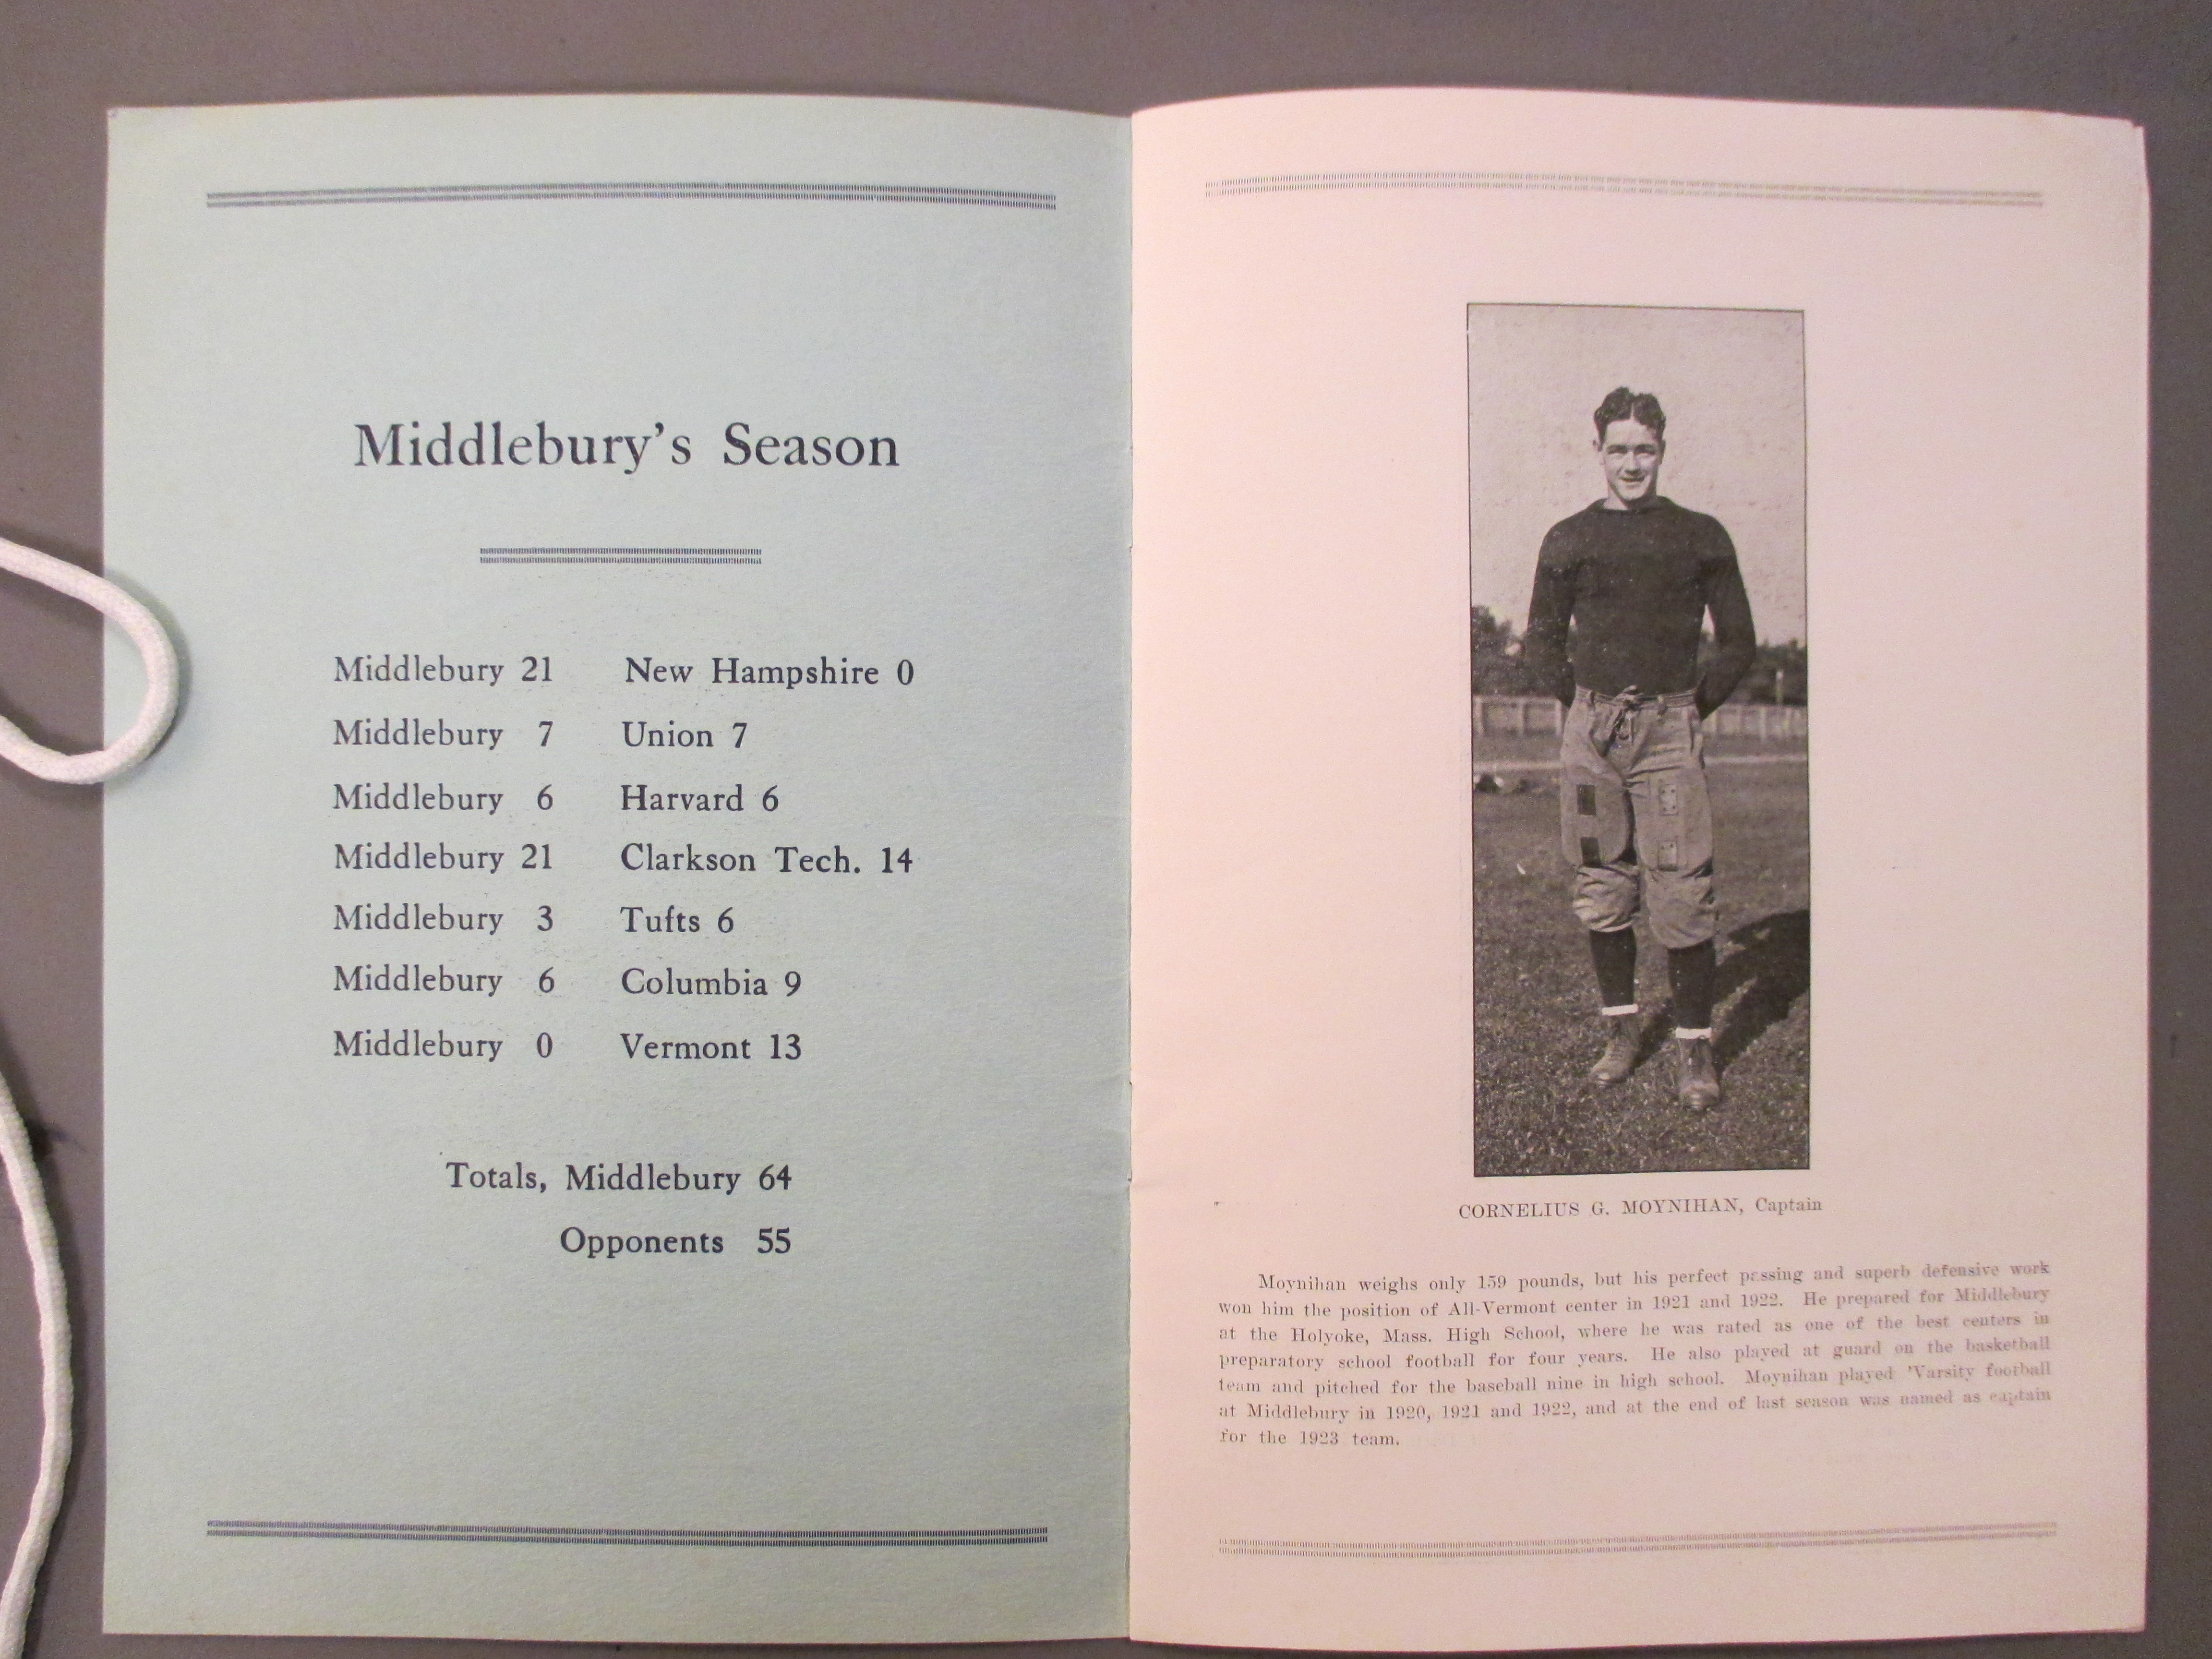 Middlebury's Season
Middlebury 21 New Hampshire 0
Middlebury 7 Union 7
Middlebury 6 Harvard 6
Middlebury 21 Clarkson Tech. 14
Middlebury 3 Tufts 6
Middlebury 6 Columbia 9
Middlebury 0 Vermont 13
Totals, Middlebury 64
Opponents 55
CORNELIUS G. MOYNIHAN, Captain
Moynihan weighs only 159 pounds, but his perfect passing and superb defensive work
won him the position of All-Vermont center in 1921 and 1922. He prepared for Middlebury
at the Holyoke, Mass. High School, where he was rated as one of the best centers in
preparatory school football for four years. He also played at guard on the basketball
team and pitched for the baseball nine in high school. Moynihan played 'Varsity football
at Middlebury in 1920, 1921 and 1922, and at the end of last season was named as captain
for the 1923 team.